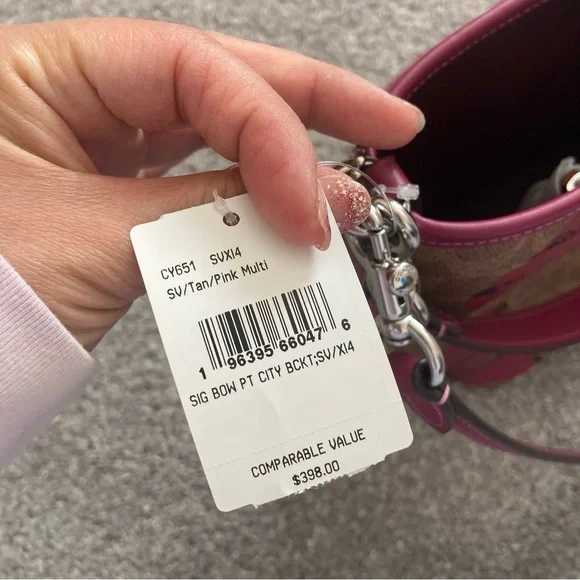 CY651 SVXI4
SV/Tan/Pink Multi
1 96395 66047 6
SIG BOW PT CITY BCKT;SV/XI4
COMPARABLE VALUE
$398.00